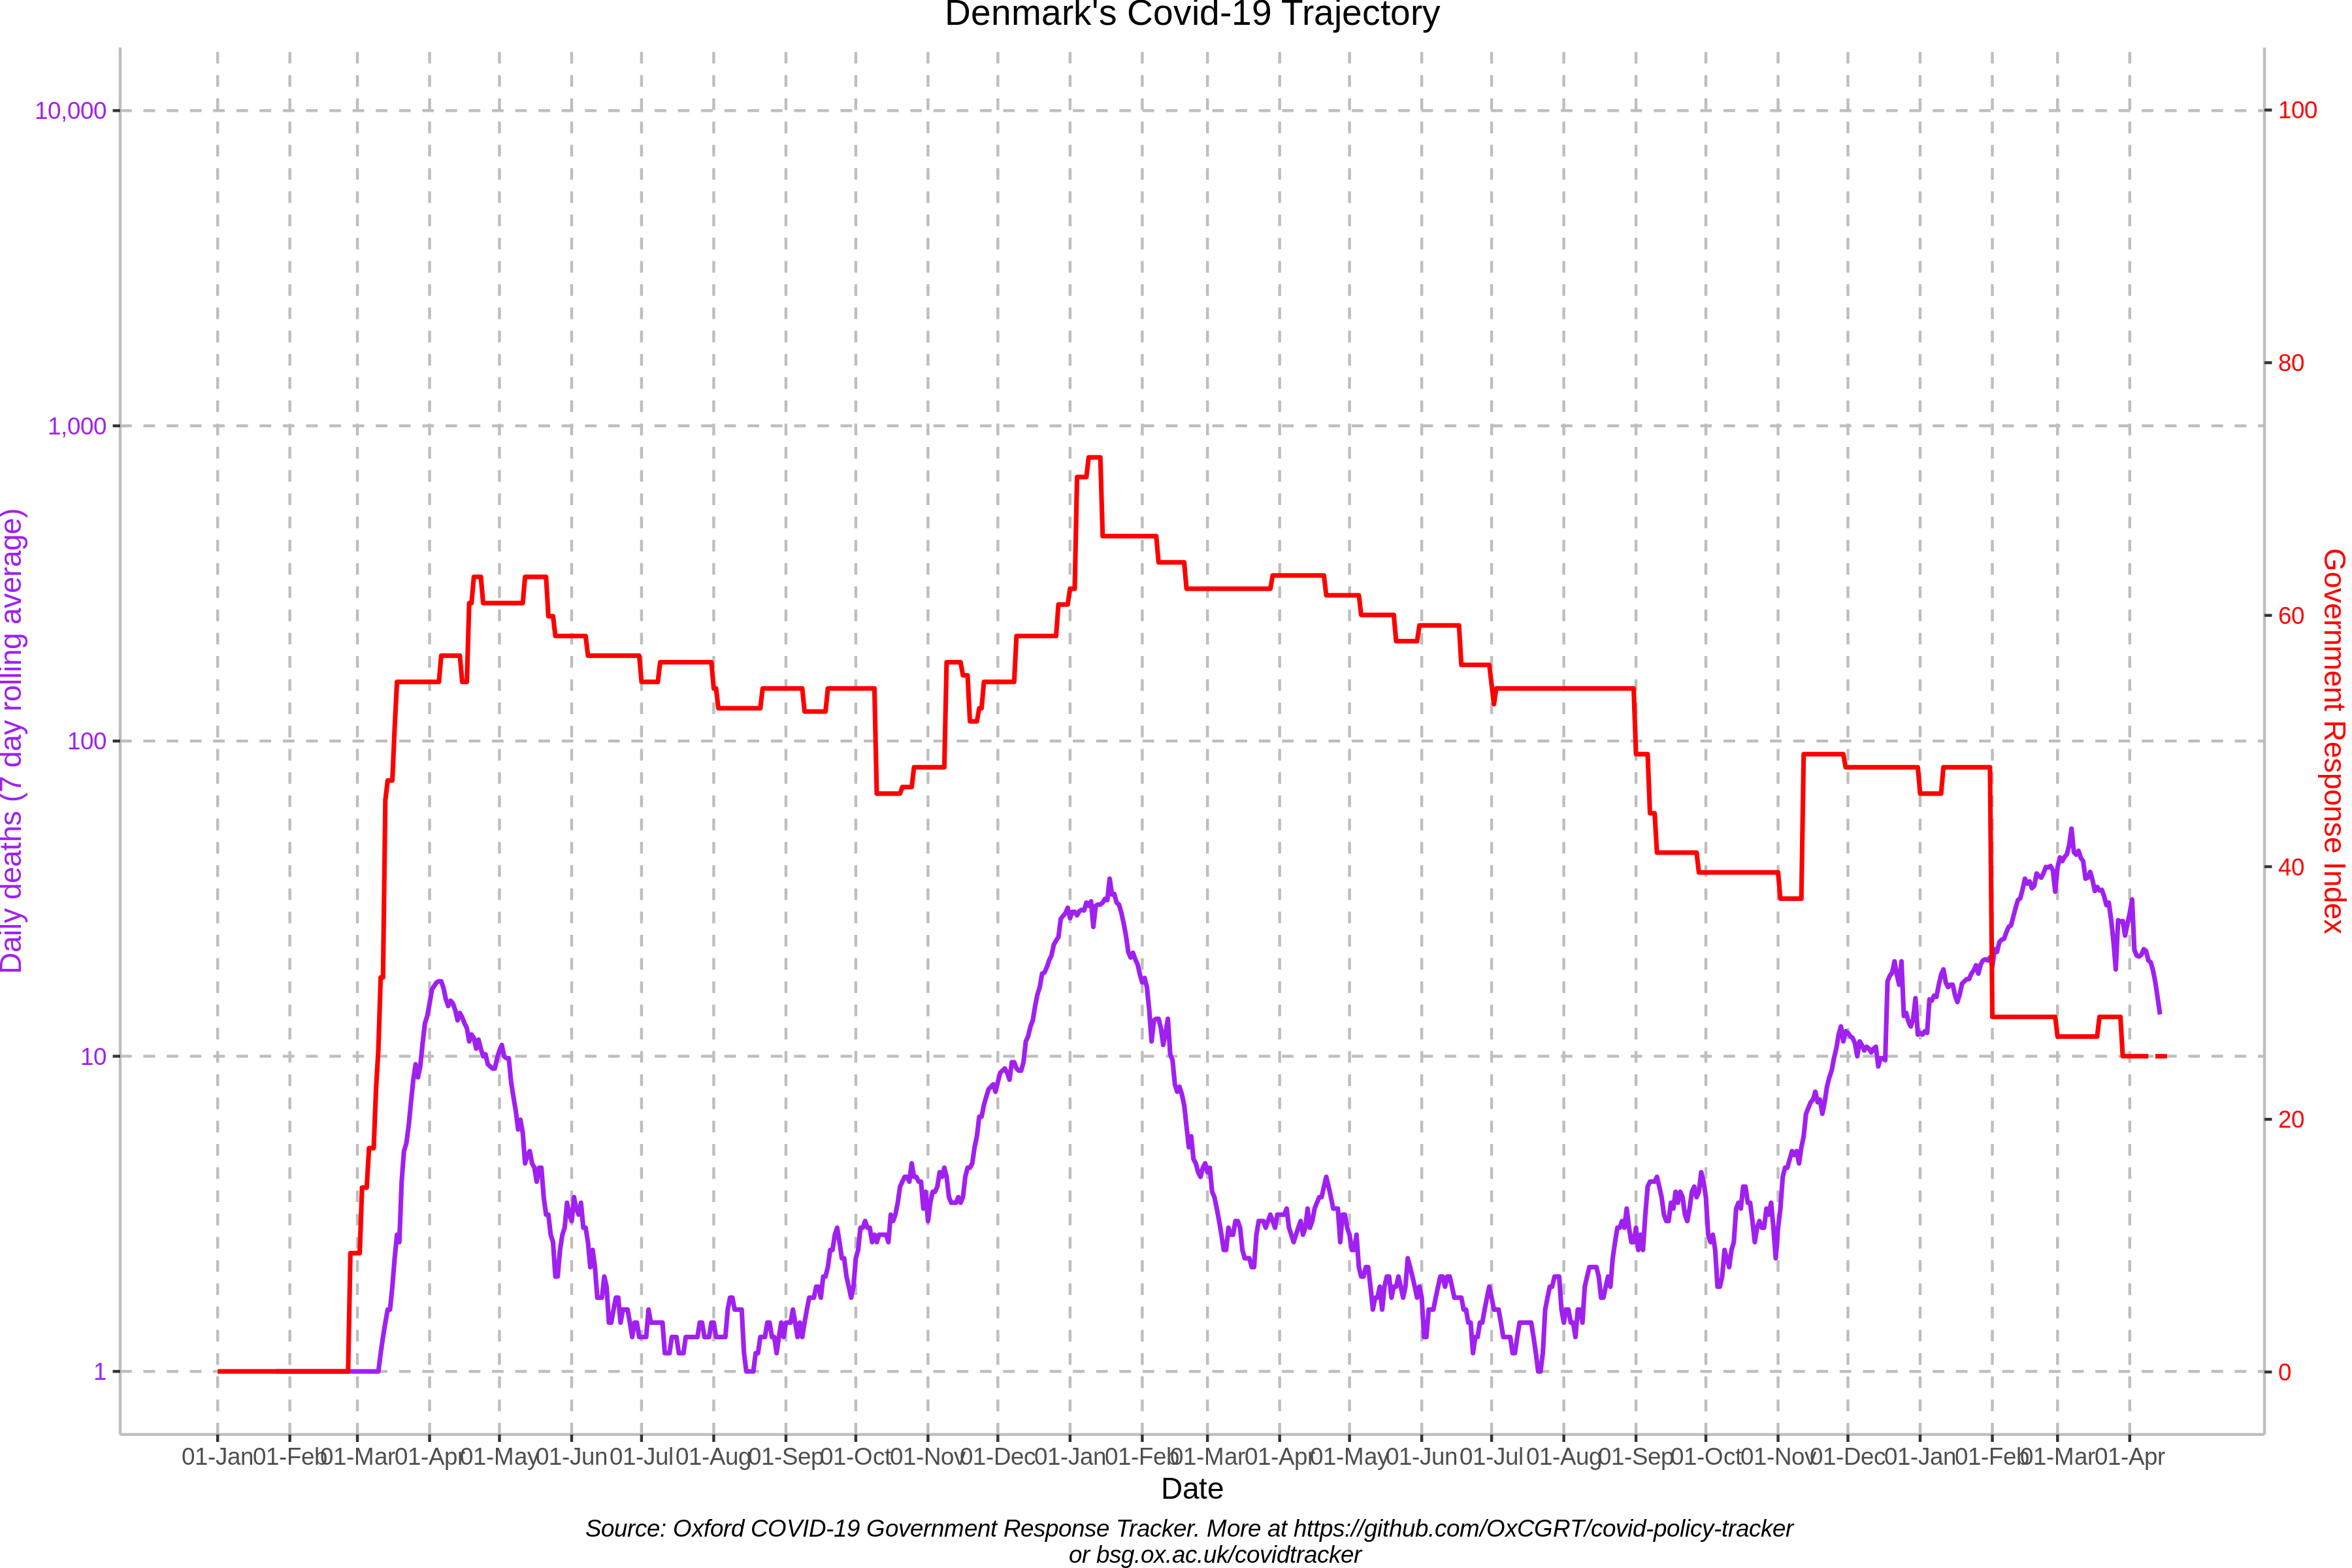 Denmark's Covid-19 Trajectory
10,000
1,000
100
10
1
Daily deaths (7 day rolling average)
100
80
60
40
20
0
Government Response Index
01-Jan 01-Feb 01-Mar 01-Apr 01-May 01-Jun 01-Jul 01-Aug 01-Sep 01-Oct 01-Nov 01-Dec 01-Jan 01-Feb 01-Mar 01-Apr 01-May 01-Jun 01-Jul 01-Aug 01-Sep 01-Oct 01-Nov 01-Dec 01-Jan 01-Feb 01-Mar 01-Apr
Date
Source: Oxford COVID-19 Government Response Tracker. More at https://github.com/OxCGRT/covid-policy-tracker
or bsg.ox.ac.uk/covidtracker